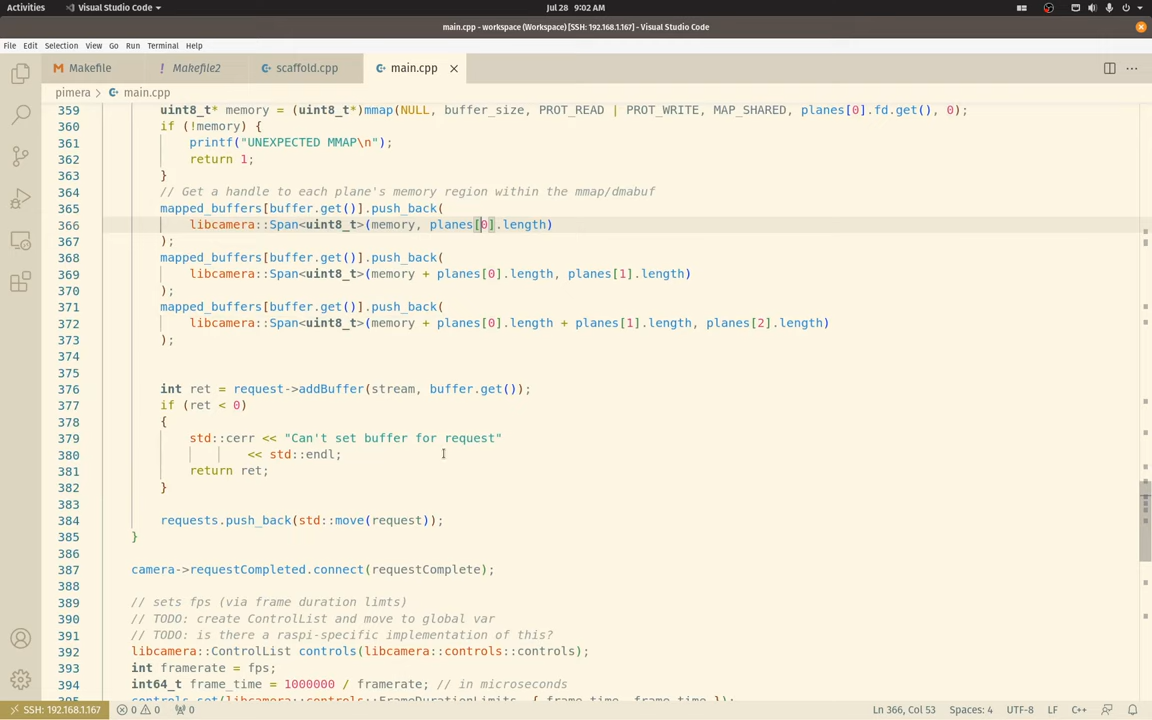 Activities Visual Studio Code Jul 28 9:02 AM
main.cpp - workspace (Workspace) [SSH: 192.168.1.167] - Visual Studio Code
File Edit Selection View Go Run Terminal Help
Makefile Makefile2 scaffold.cpp main.cpp
pimera > main.cpp
359 uint8_t* memory = (uint8_t*)mmap(NULL, buffer_size, PROT_READ | PROT_WRITE, MAP_SHARED, planes[0].fd.get(), 0);
360 if (!memory) {
361 printf("UNEXPECTED MMAP\n");
362 return 1;
363 }
364 // Get a handle to each plane's memory region within the mmap/dmabuf
365 mapped_buffers[buffer.get()].push_back(
366 libcamera::Span<uint8_t>(memory, planes[0].length)
367 );
368 mapped_buffers[buffer.get()].push_back(
369 libcamera::Span<uint8_t>(memory + planes[0].length, planes[1].length)
370 );
371 mapped_buffers[buffer.get()].push_back(
372 libcamera::Span<uint8_t>(memory + planes[0].length + planes[1].length, planes[2].length)
373 );
374
375
376 int ret = request->addBuffer(stream, buffer.get());
377 if (ret < 0)
378 {
379 std::cerr << "Can't set buffer for request"
380 << std::endl;
381 return ret;
382 }
383
384 requests.push_back(std::move(request));
385 }
386
387 camera->requestCompleted.connect(requestComplete);
388
389 // sets fps (via frame duration limts)
390 // TODO: create ControlList and move to global var
391 // TODO: is there a raspi-specific implementation of this?
392 libcamera::ControlList controls(libcamera::controls::controls);
393 int framerate = fps;
394 int64_t frame_time = 1000000 / framerate; // in microseconds
395 controls.set(libcamera::controls::FrameDurationLimits, { frame_time, frame_time });
SSH: 192.168.1.167 0 0 0 Ln 366, Col 53 Spaces: 4 UTF-8 LF C++